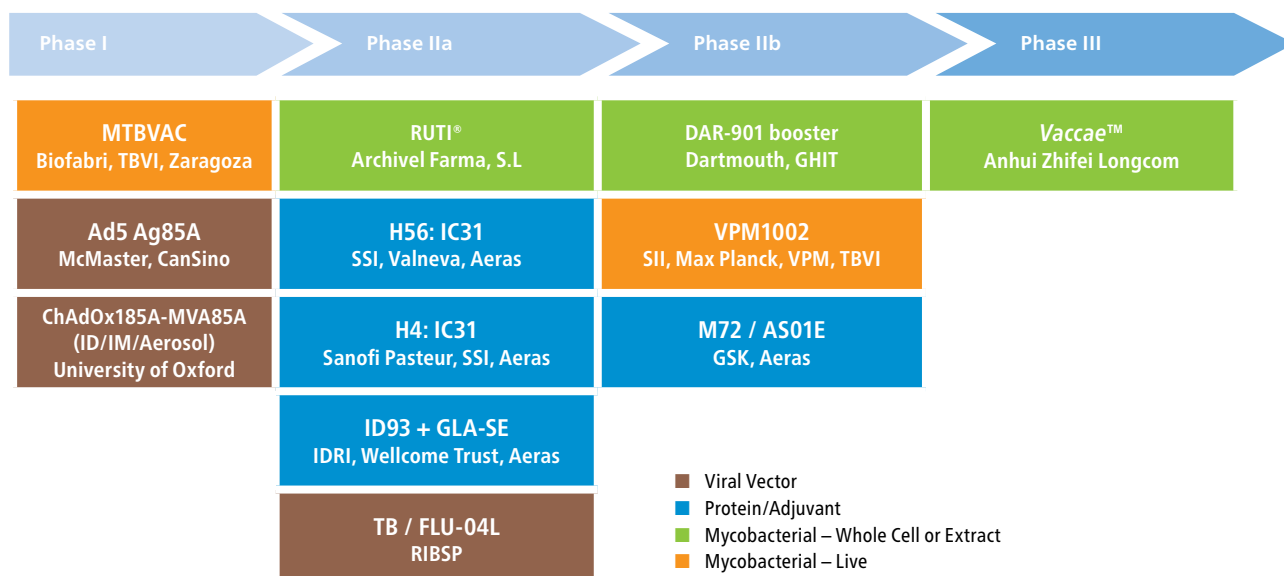 Phase I
Phase IIa
Phase IIb
Phase III
MTBVAC
Biofabri, TBVI, Zaragoza
RUTI®
Archivel Farma, S.L
DAR-901 booster
Dartmouth, GHIT
Vaccae™
Anhui Zhifei Longcom
Ad5 Ag85A
McMaster, CanSino
H56: IC31
SSI, Valneva, Aeras
VPM1002
SII, Max Planck, VPM, TBVI
ChAdOx185A-MVA85A
(ID/IM/Aerosol)
University of Oxford
H4: IC31
Sanofi Pasteur, SSI, Aeras
M72 / AS01E
GSK, Aeras
ID93 + GLA-SE
IDRI, Wellcome Trust, Aeras
TB / FLU-04L
RIBSP
Viral Vector
Protein/Adjuvant
Mycobacterial – Whole Cell or Extract
Mycobacterial – Live